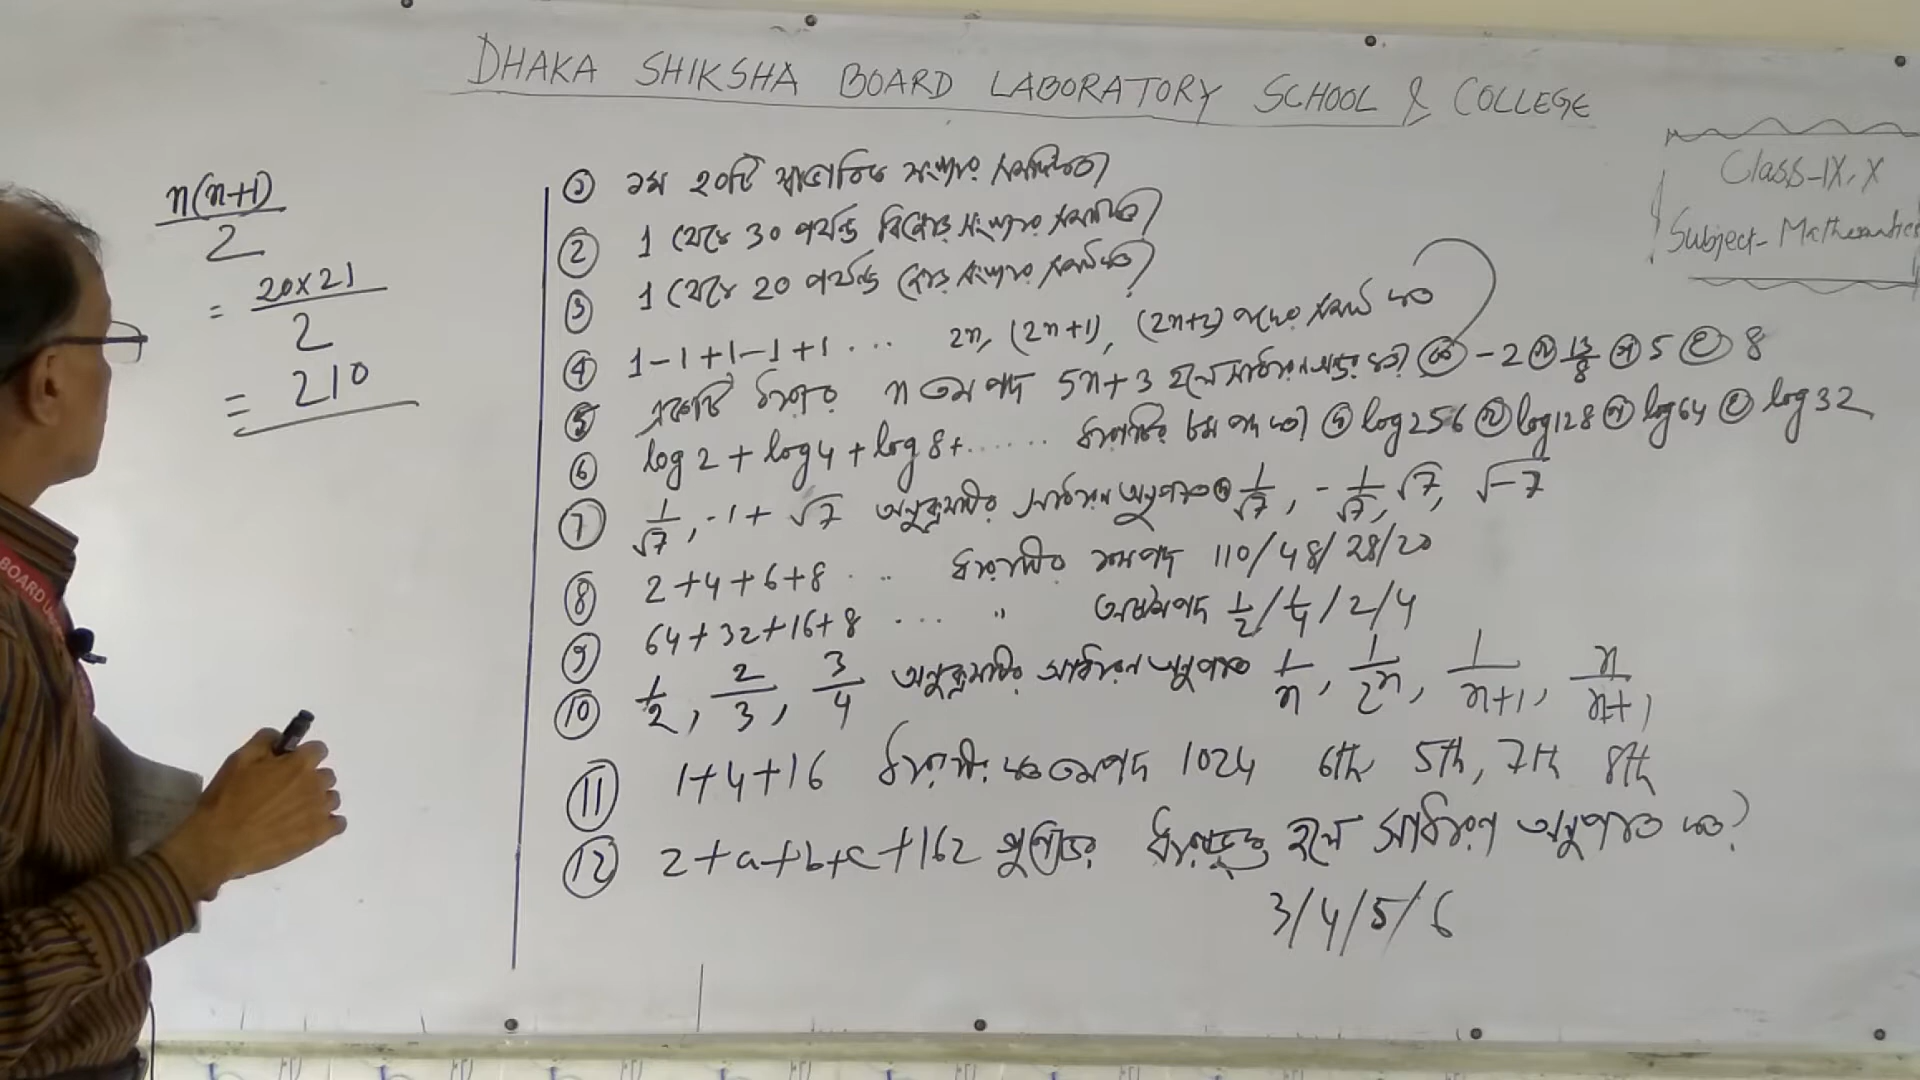 DHAKA SHIKSHA BOARD LABORATORY SCHOOL & COLLEGE
Class-IX, X
Subject- Mathematics
n(n+1)
2
= 20×21
2
= 210
① ১ম ২০টি স্বাভাবিক সংখ্যার সমষ্টি কত?
② 1 থেকে 30 পর্যন্ত বিজোড় সংখ্যার সমষ্টি কত?
③ 1 থেকে 20 পর্যন্ত জোড় সংখ্যার সমষ্টি কত?
④ 1-1+1-1+1 ... 2n, (2n+1), (2n+2) পদের সমষ্টি কত
⑤ একটি ধারার n তম পদ 5n+3 হলে সাধারণ অন্তর কত? ক -2 খ 13/8 গ 5 ঘ 8
⑥ log2 + log4 + log8+....... ধারাটির ৮ম পদ কত? ক log256 খ log128 গ log64 ঘ log32
⑦ 1/√7, -1+ √7 অনুক্রমটির সাধারণ অনুপাত ক 1/√7, -1/√7, √7, √-7
⑧ 2+4+6+8 ... ধারাটির পদ 110/48/28/20
⑨ 64+32+16+8 .... " অষ্টমপদ 1/2 / 1/4 / 2/4
⑩ 1/2, 2/3, 3/4 অনুক্রমটির সাধারণ অনুপাত 1/n, 1/2ⁿ, 1/n+1, n/n+1
⑪ 1+4+16 ধারাটির কত তম পদ 1024 6th 5th, 7th 8th
⑫ 2+a+b+c+162 গুণোত্তর ধারাভুক্ত হলে সাধারণ অনুপাত কত?
3/4/5/6
BOARD